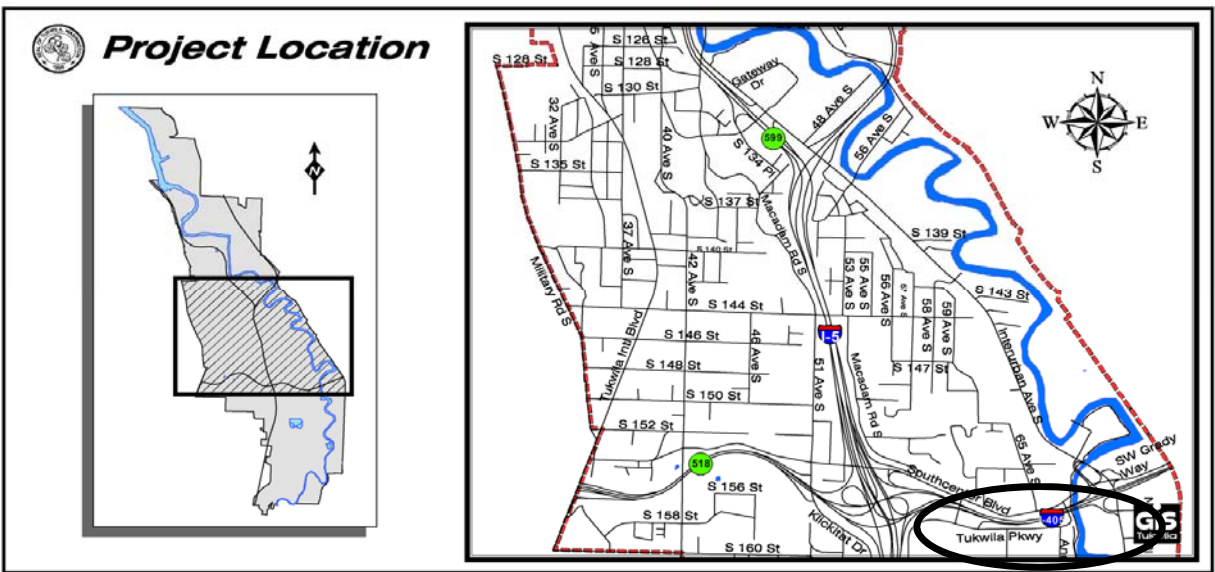 Project Location
N
N
W
E
S
S 126 St
S 128 St
S 128 St
S 130 St
Gateway
Dr
32 Ave S
40 Ave S
48 Ave S
56 Ave S
599
S 134 Pl
S 135 St
S 137 St
Macadam Rd S
S 139 St
S 140 St
37 Ave S
42 Ave S
Military Rd S
53 Ave S
55 Ave S
56 Ave S
57 Ave S
58 Ave S
59 Ave S
S 143 St
S 144 St
Tukwila Intl Blvd
S 146 St
46 Ave S
I-5
Interurban Ave S
S 147 St
S 148 St
51 Ave S
Macadam Rd S
S 150 St
S 152 St
65 Ave S
SW Grady
Way
518
Southcenter Blvd
S 156 St
S 158 St
Klickitat Dr
-405
Tukwila Pkwy
GIS
Tukwila
S 160 St